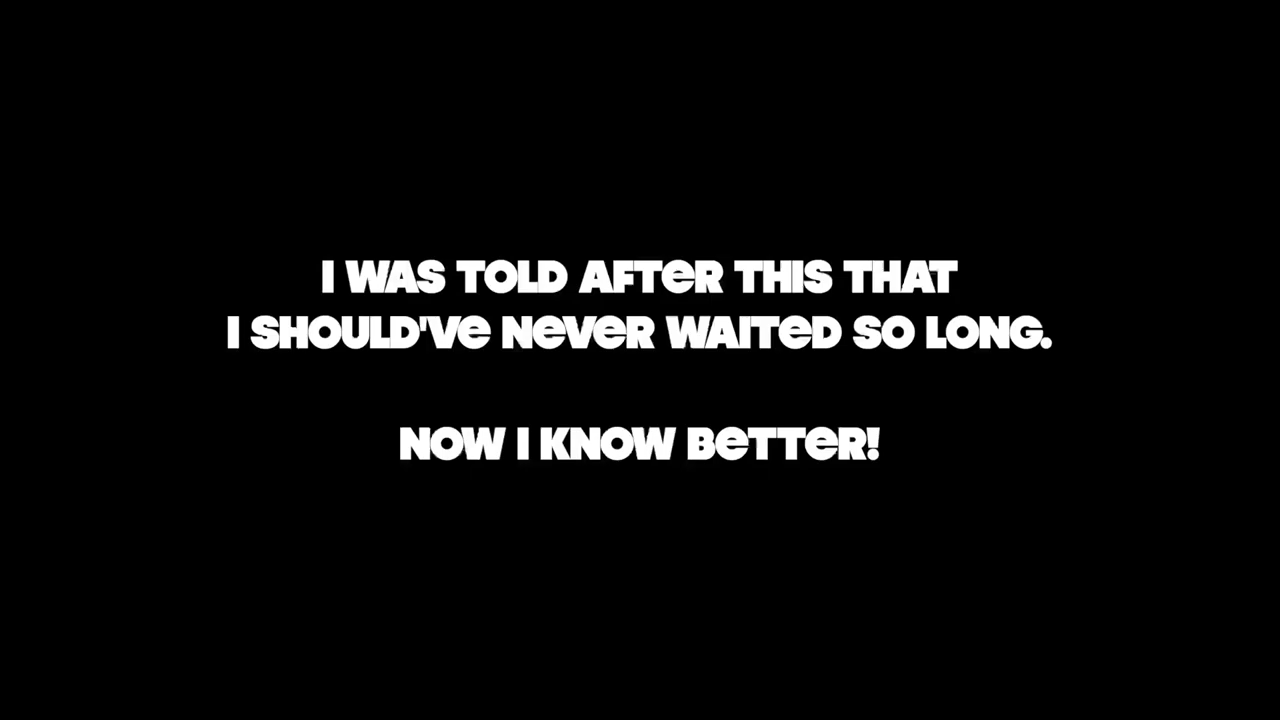 I WAS TOLD AFTER THIS THAT
I SHOULD'VE NEVER WAITED SO LONG.
NOW I KNOW BETTER!